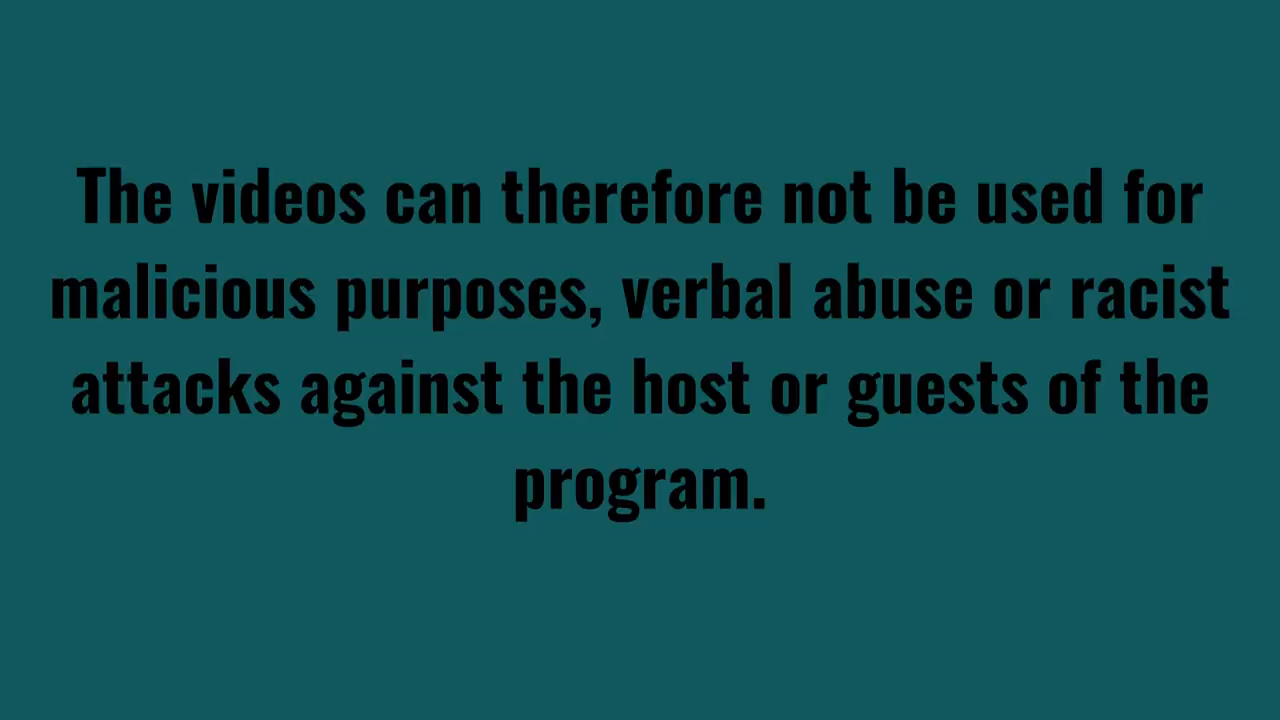 The videos can therefore not be used for
malicious purposes, verbal abuse or racist
attacks against the host or guests of the
program.